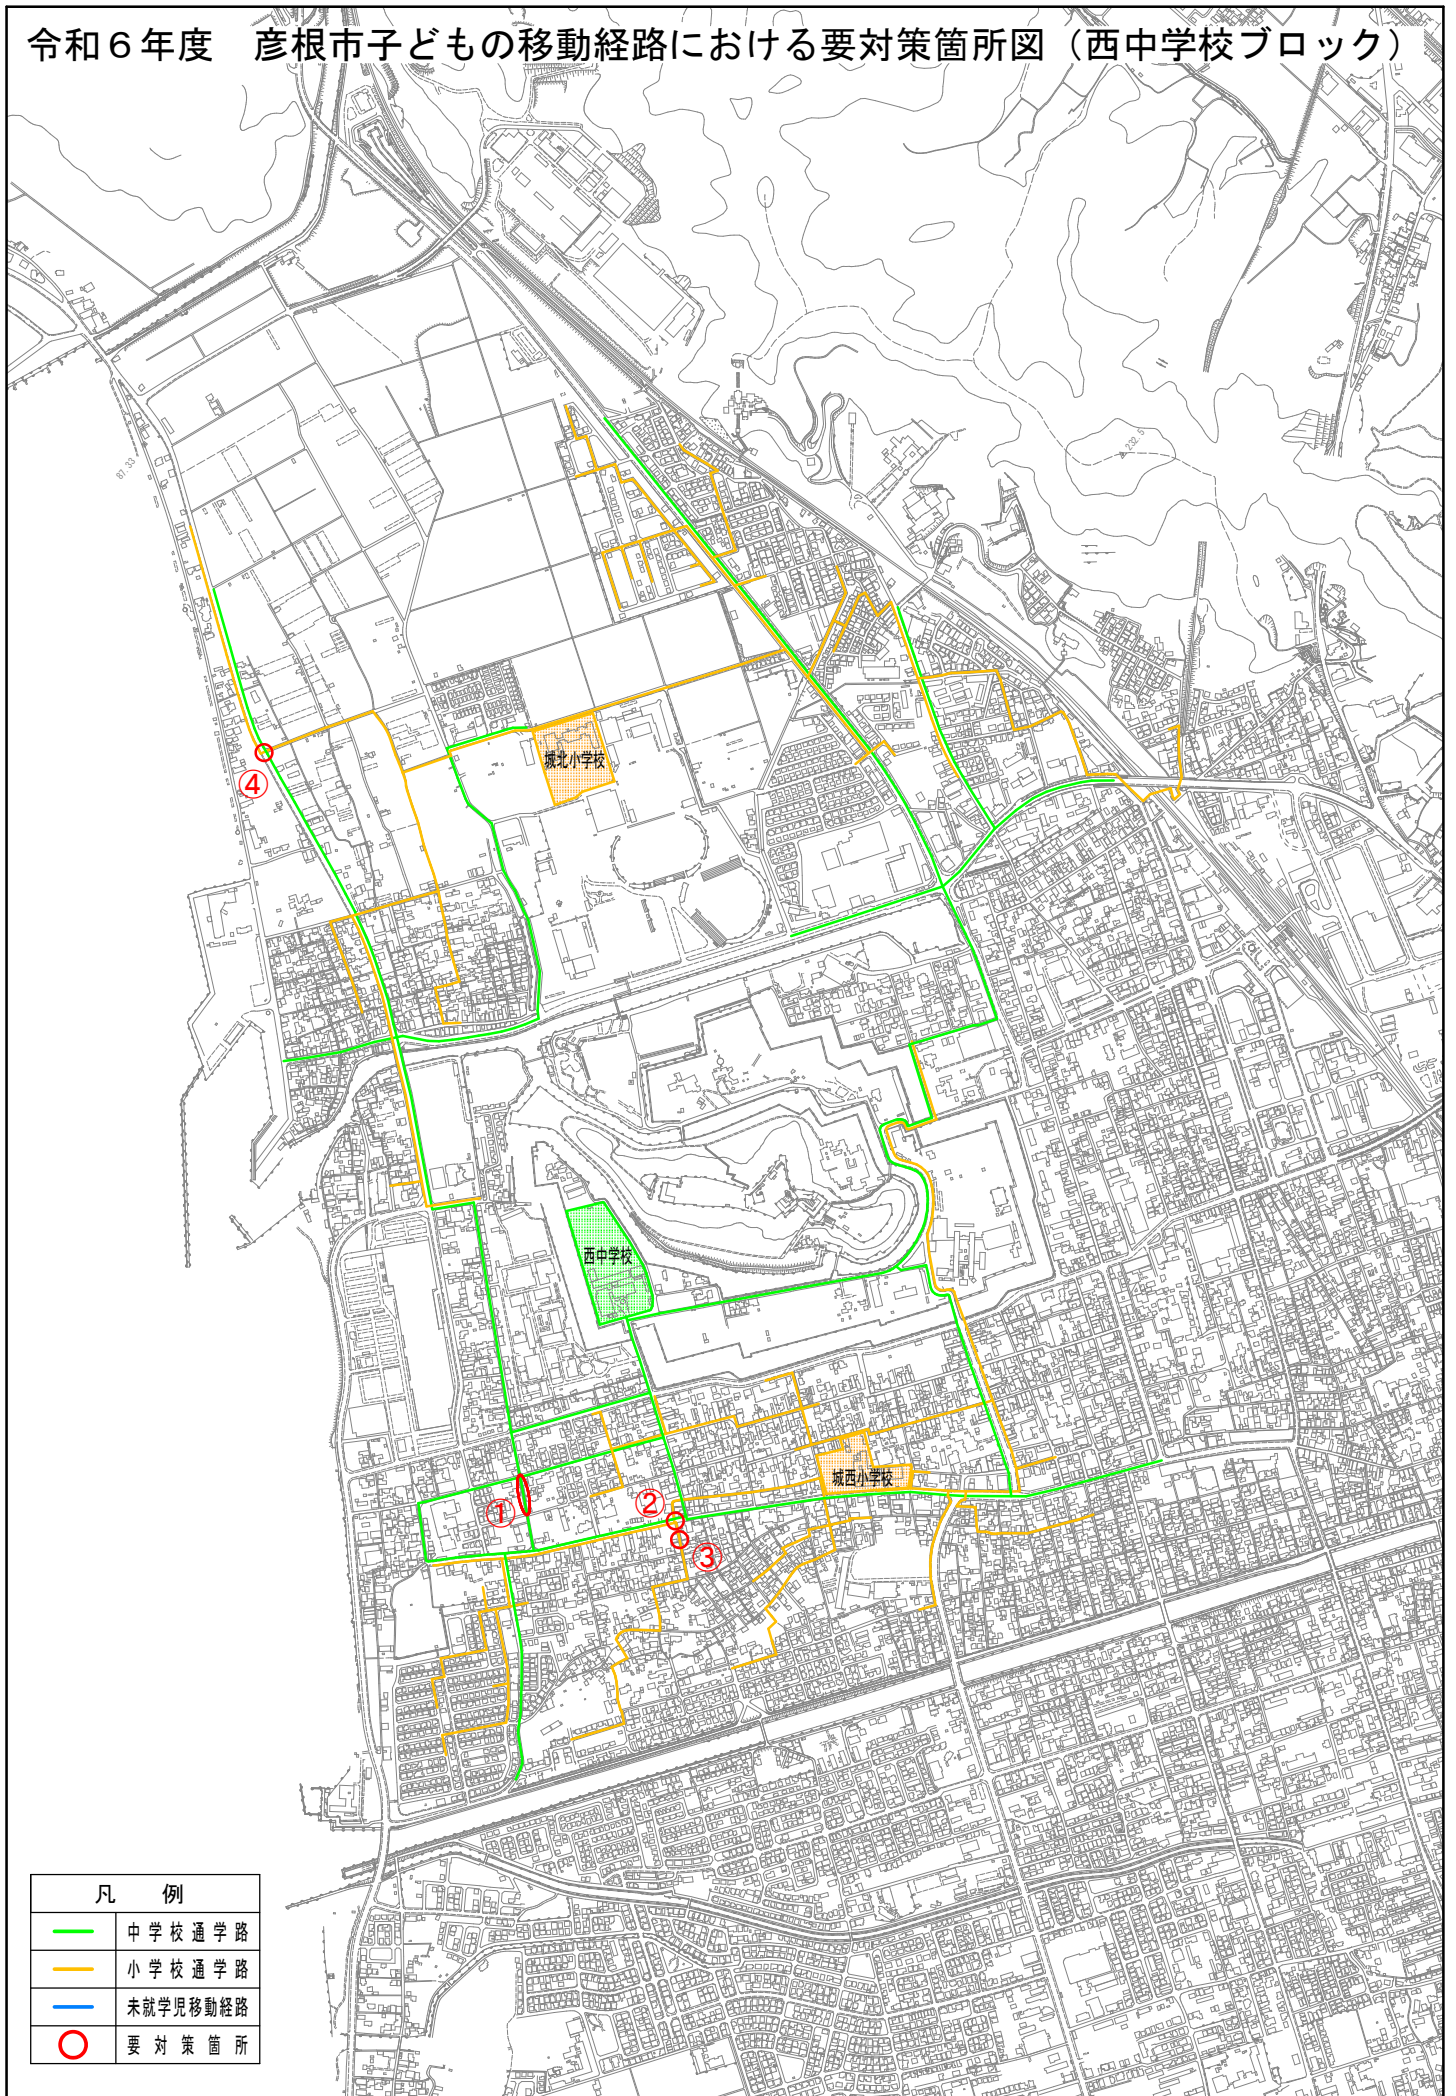 令和６年度　彦根市子どもの移動経路における要対策箇所図（西中学校ブロック）
87.33
232.5
城北小学校
④
西中学校
城西小学校
①
②
③
凡　例
中学校通学路
小学校通学路
未就学児移動経路
要対策箇所